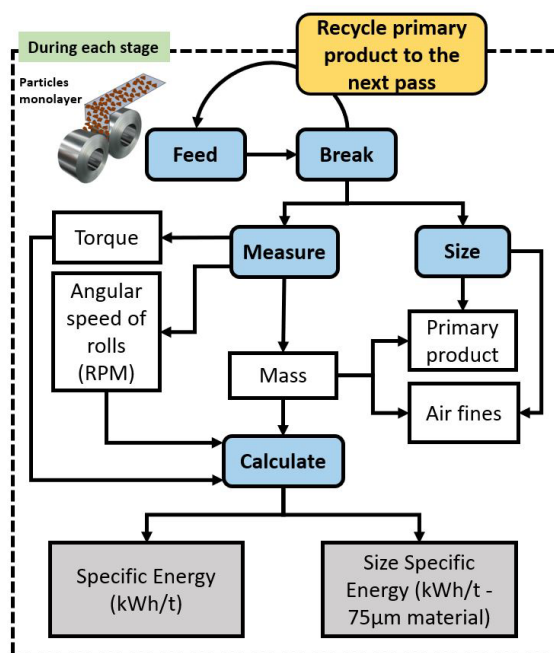 During each stage
Recycle primary
product to the
next pass
Particles
monolayer
Feed
Break
Torque
Measure
Size
Angular
speed of
rolls
(RPM)
Primary
product
Mass
Air fines
Calculate
Specific Energy
(kWh/t)
Size Specific
Energy (kWh/t -
75µm material)